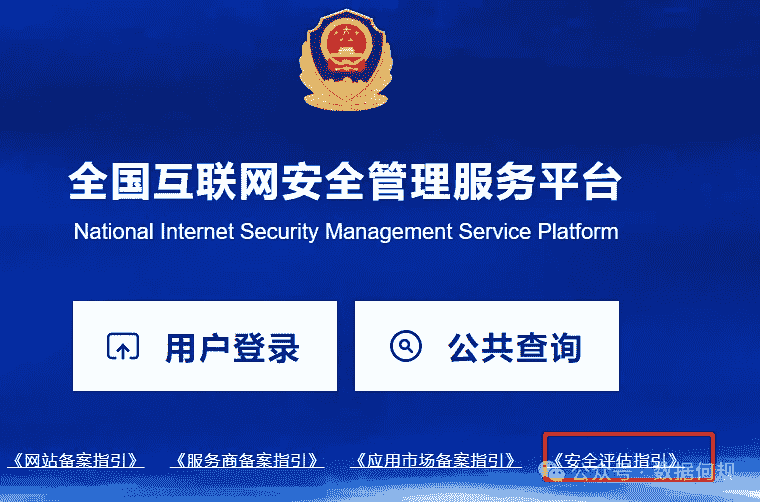 全国互联网安全管理服务平台
National Internet Security Management Service Platform
用户登录
公共查询
《网站备案指引》 《服务商备案指引》 《应用市场备案指引》 《安全评估指引》
公众号·数据何规